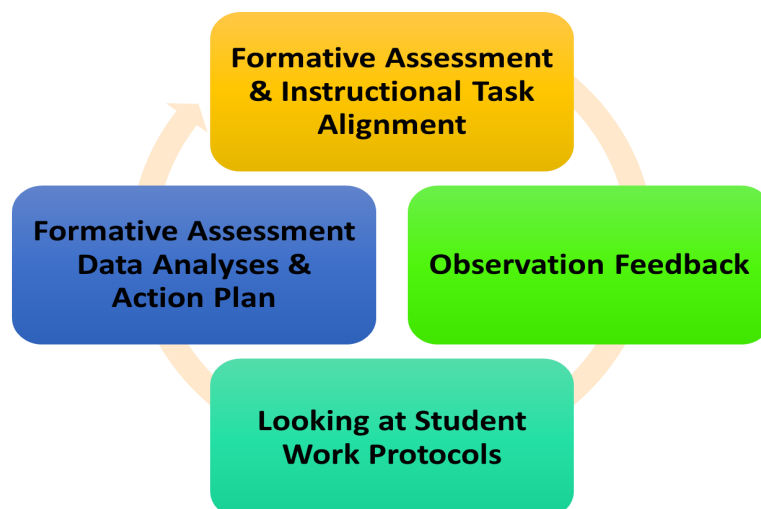 Formative Assessment
& Instructional Task
Alignment
Observation Feedback
Looking at Student
Work Protocols
Formative Assessment
Data Analyses &
Action Plan